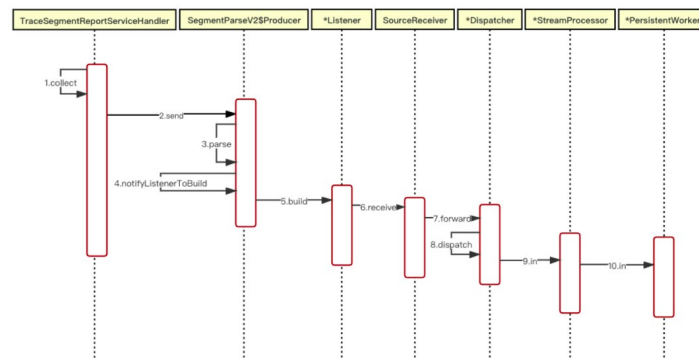 TraceSegmentReportServiceHandler
SegmentParseV2$Producer
*Listener
SourceReceiver
*Dispatcher
*StreamProcessor
*PersistentWorker
1.collect
2.send
3.parse
4.notifyListenerToBuild
5.build
6.receive
7.forward
8.dispatch
9.in
10.in